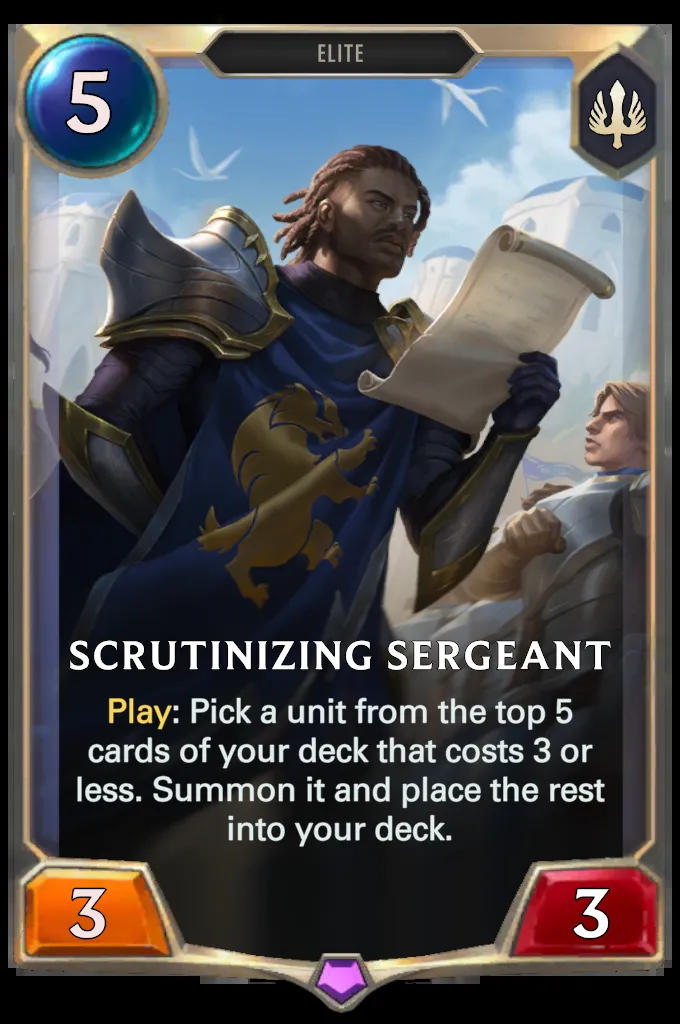 ELITE
5
SCRUTINIZING SERGEANT
Play: Pick a unit from the top 5
cards of your deck that costs 3 or
less. Summon it and place the rest
into your deck.
3
3